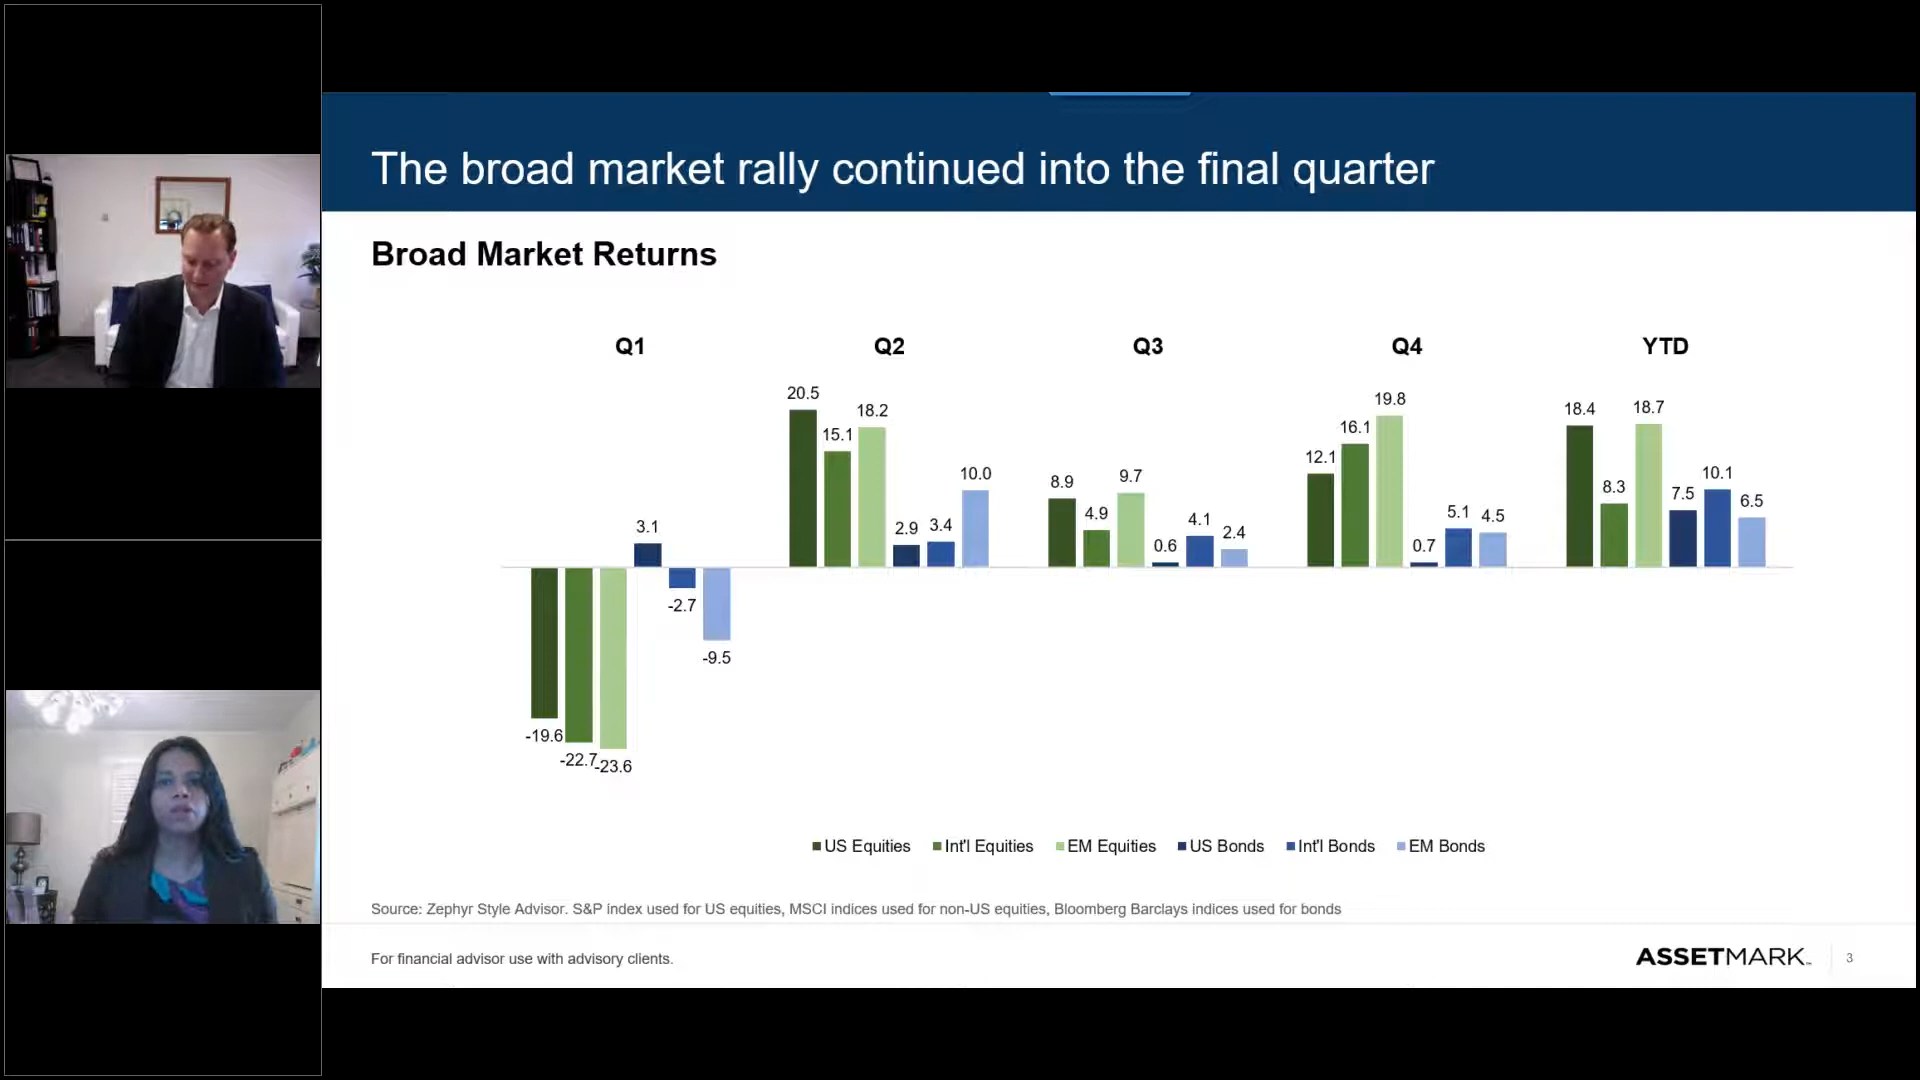 The broad market rally continued into the final quarter
Broad Market Returns
Q1 Q2 Q3 Q4 YTD
-19.6 -22.7 -23.6 3.1 -2.7 -9.5
20.5 15.1 18.2 2.9 3.4 10.0
8.9 4.9 9.7 0.6 4.1 2.4
12.1 16.1 19.8 0.7 5.1 4.5
18.4 8.3 18.7 7.5 10.1 6.5
US Equities Int'l Equities EM Equities US Bonds Int'l Bonds EM Bonds
Source: Zephyr Style Advisor. S&P index used for US equities, MSCI indices used for non-US equities, Bloomberg Barclays indices used for bonds
For financial advisor use with advisory clients.
ASSETMARK™ 3